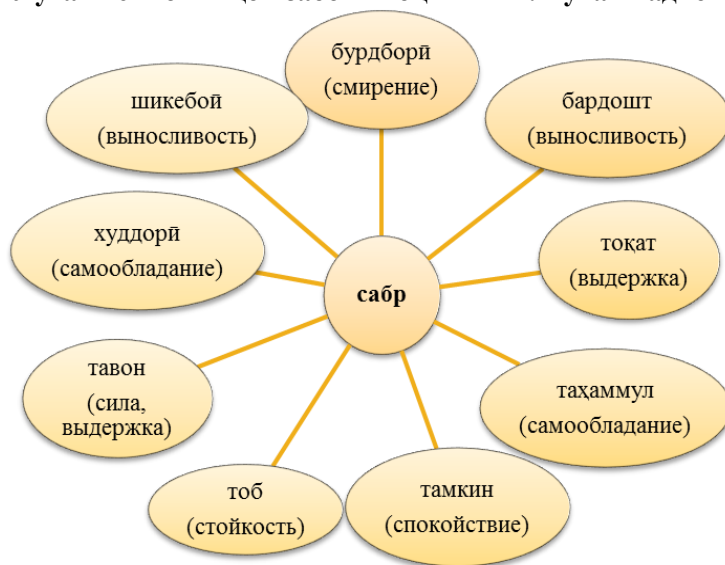 бурдборӣ
(смирение)
бардошт
(выносливость)
тоқат
(выдержка)
таҳаммул
(самообладание)
тамкин
(спокойствие)
тоб
(стойкость)
тавон
(сила,
выдержка)
худдорӣ
(самообладание)
шикебоӣ
(выносливость)
сабр